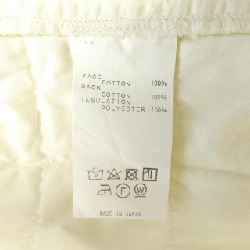 FACE
COTTON 100%
BACK
COTTON 100%
INSULATION
POLYESTER 100%
MADE IN JAPAN